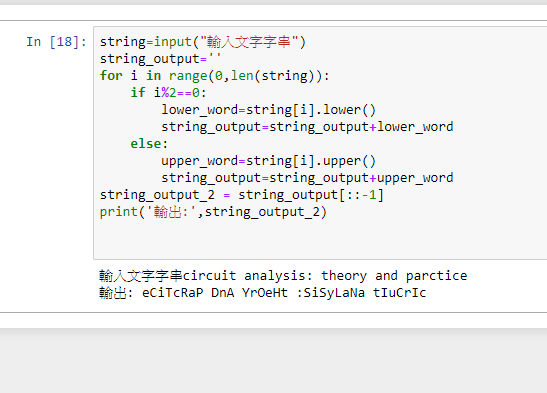 In [18]: string=input("輸入文字字串")
string_output=''
for i in range(0,len(string)):
    if i%2==0:
        lower_word=string[i].lower()
        string_output=string_output+lower_word
    else:
        upper_word=string[i].upper()
        string_output=string_output+upper_word
string_output_2 = string_output[::-1]
print('輸出:',string_output_2)
輸入文字字串circuit analysis: theory and parctice
輸出: eCiTcRaP DnA YrOeHt :SiSyLaNa tIuCrIc